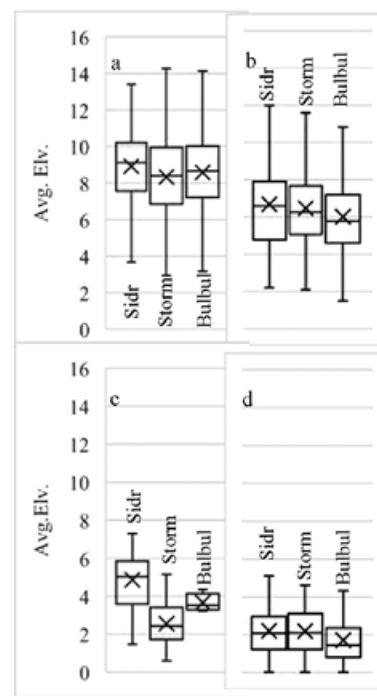 16
14
12
10
8
6
4
2
0
Avg. Elv.
a
Sidr
Storm
Bulbul
b
Sidr
Storm
Bulbul
16
14
12
10
8
6
4
2
0
Avg.Elv.
c
Sidr
Storm
Bulbul
d
Sidr
Storm
Bulbul